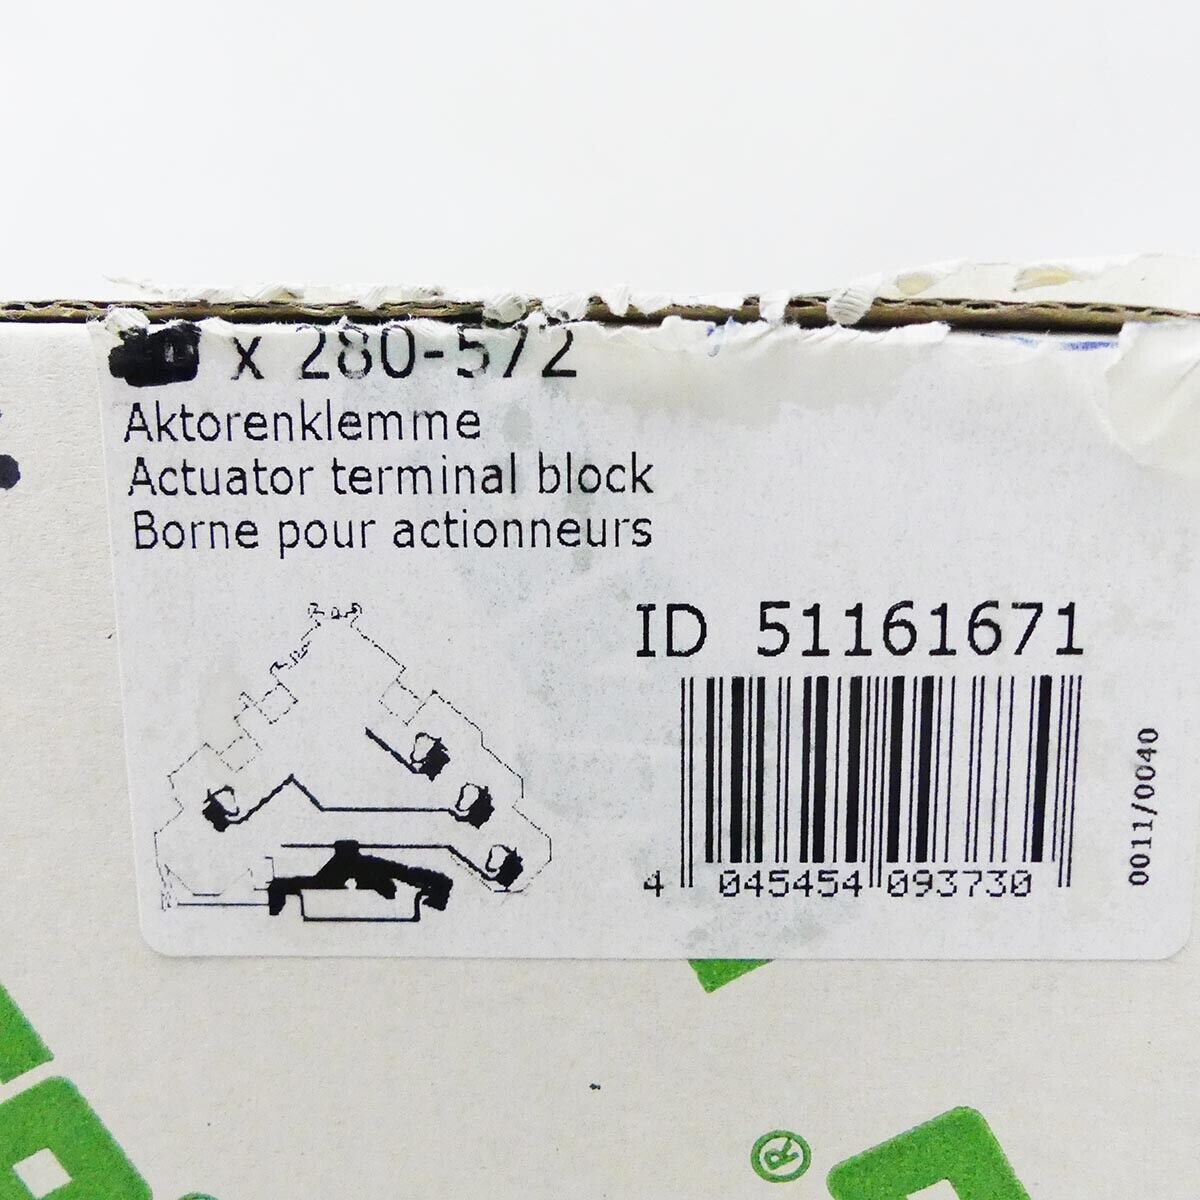 x 280-572
Aktorenklemme
Actuator terminal block
Borne pour actionneurs
ID 51161671
4 045454 093730
0011/0040
®